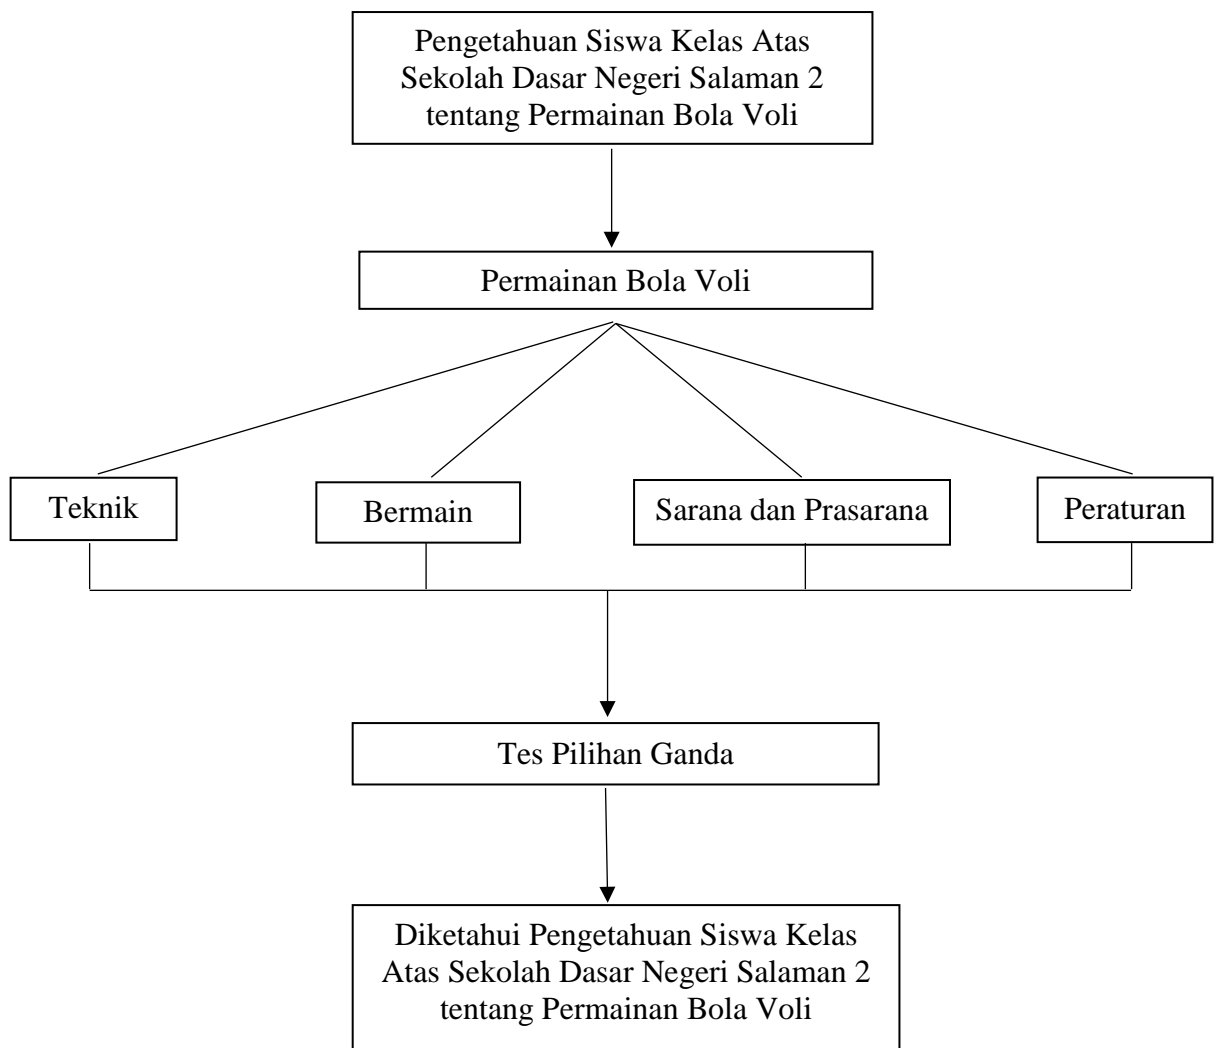 Pengetahuan Siswa Kelas Atas
Sekolah Dasar Negeri Salaman 2
tentang Permainan Bola Voli
Permainan Bola Voli
Teknik
Bermain
Sarana dan Prasarana
Peraturan
Tes Pilihan Ganda
Diketahui Pengetahuan Siswa Kelas
Atas Sekolah Dasar Negeri Salaman 2
tentang Permainan Bola Voli